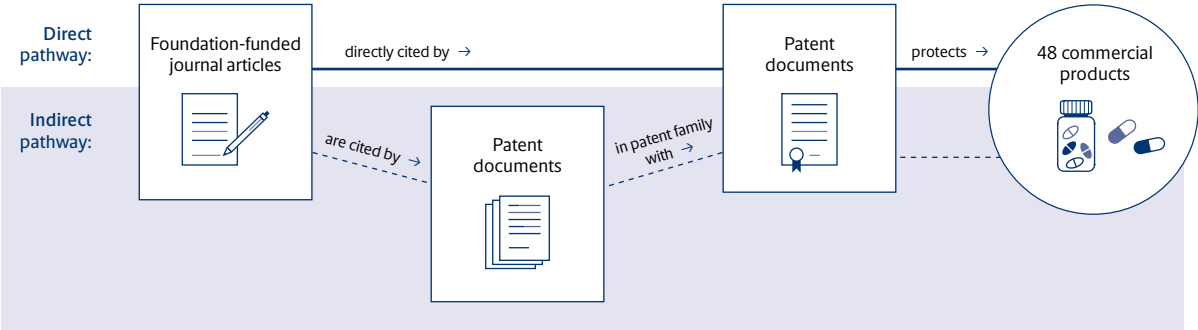 Direct
pathway:
Foundation-funded
journal articles
directly cited by →
Patent
documents
protects →
48 commercial
products
Indirect
pathway:
are cited by →
Patent
documents
in patent family
with →